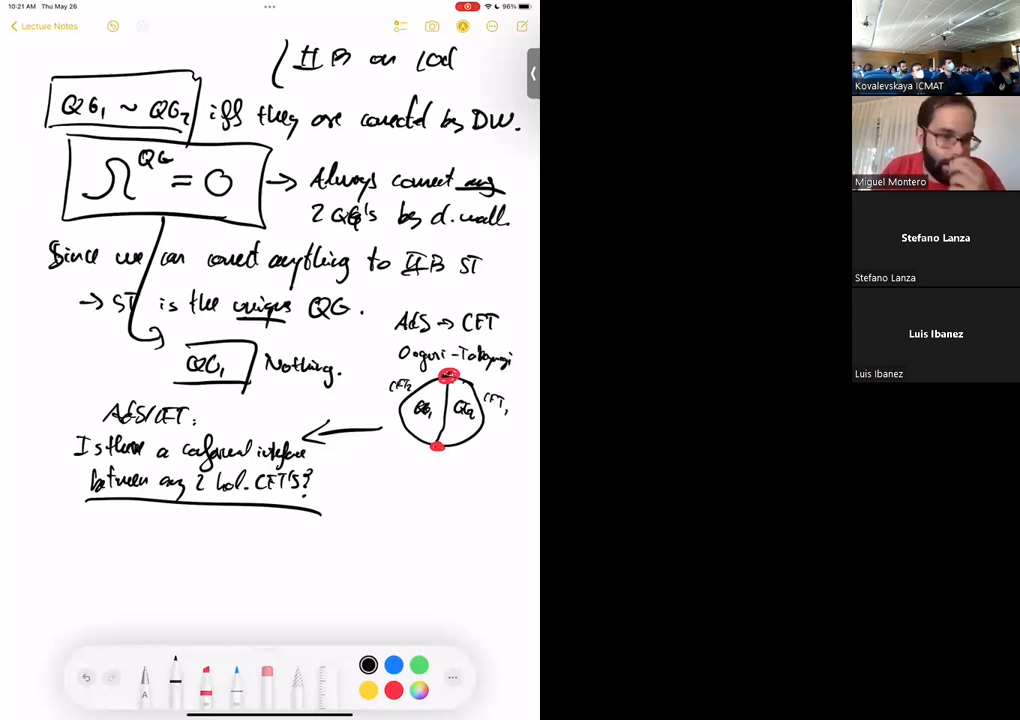 10:21 AM Thu May 26
96%
Lecture Notes
II B on
QG₁ ~ QG₂ iff they are connected by DW.
Ω^QG = 0 → Always connect any
2 QG's by d. wall.
Since we can connect anything to II B ST
→ ST is the unique QG.
AdS → CFT
QG₁ Nothing.
Ooguri-Takayanagi
CFT₂
CFT₁
QG₁ QG₂
AdS/CFT:
Is there a conformal interface
between any 2 hol. CFT's?
A
Kovalevskaya ICMAT
Miguel Montero
Stefano Lanza
Stefano Lanza
Luis Ibanez
Luis Ibanez